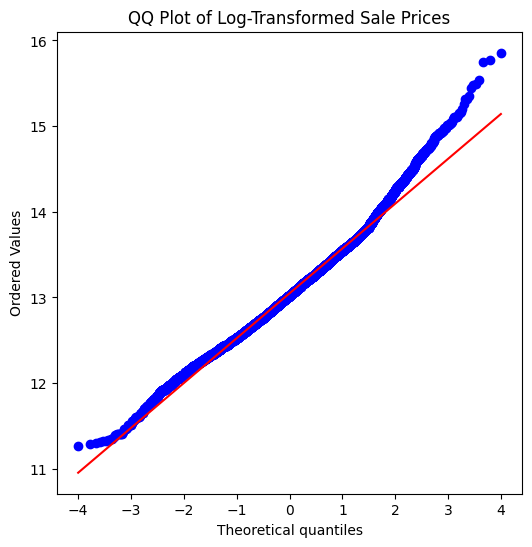 QQ Plot of Log-Transformed Sale Prices
16
15
14
13
12
11
Ordered Values
−4 −3 −2 −1 0 1 2 3 4
Theoretical quantiles